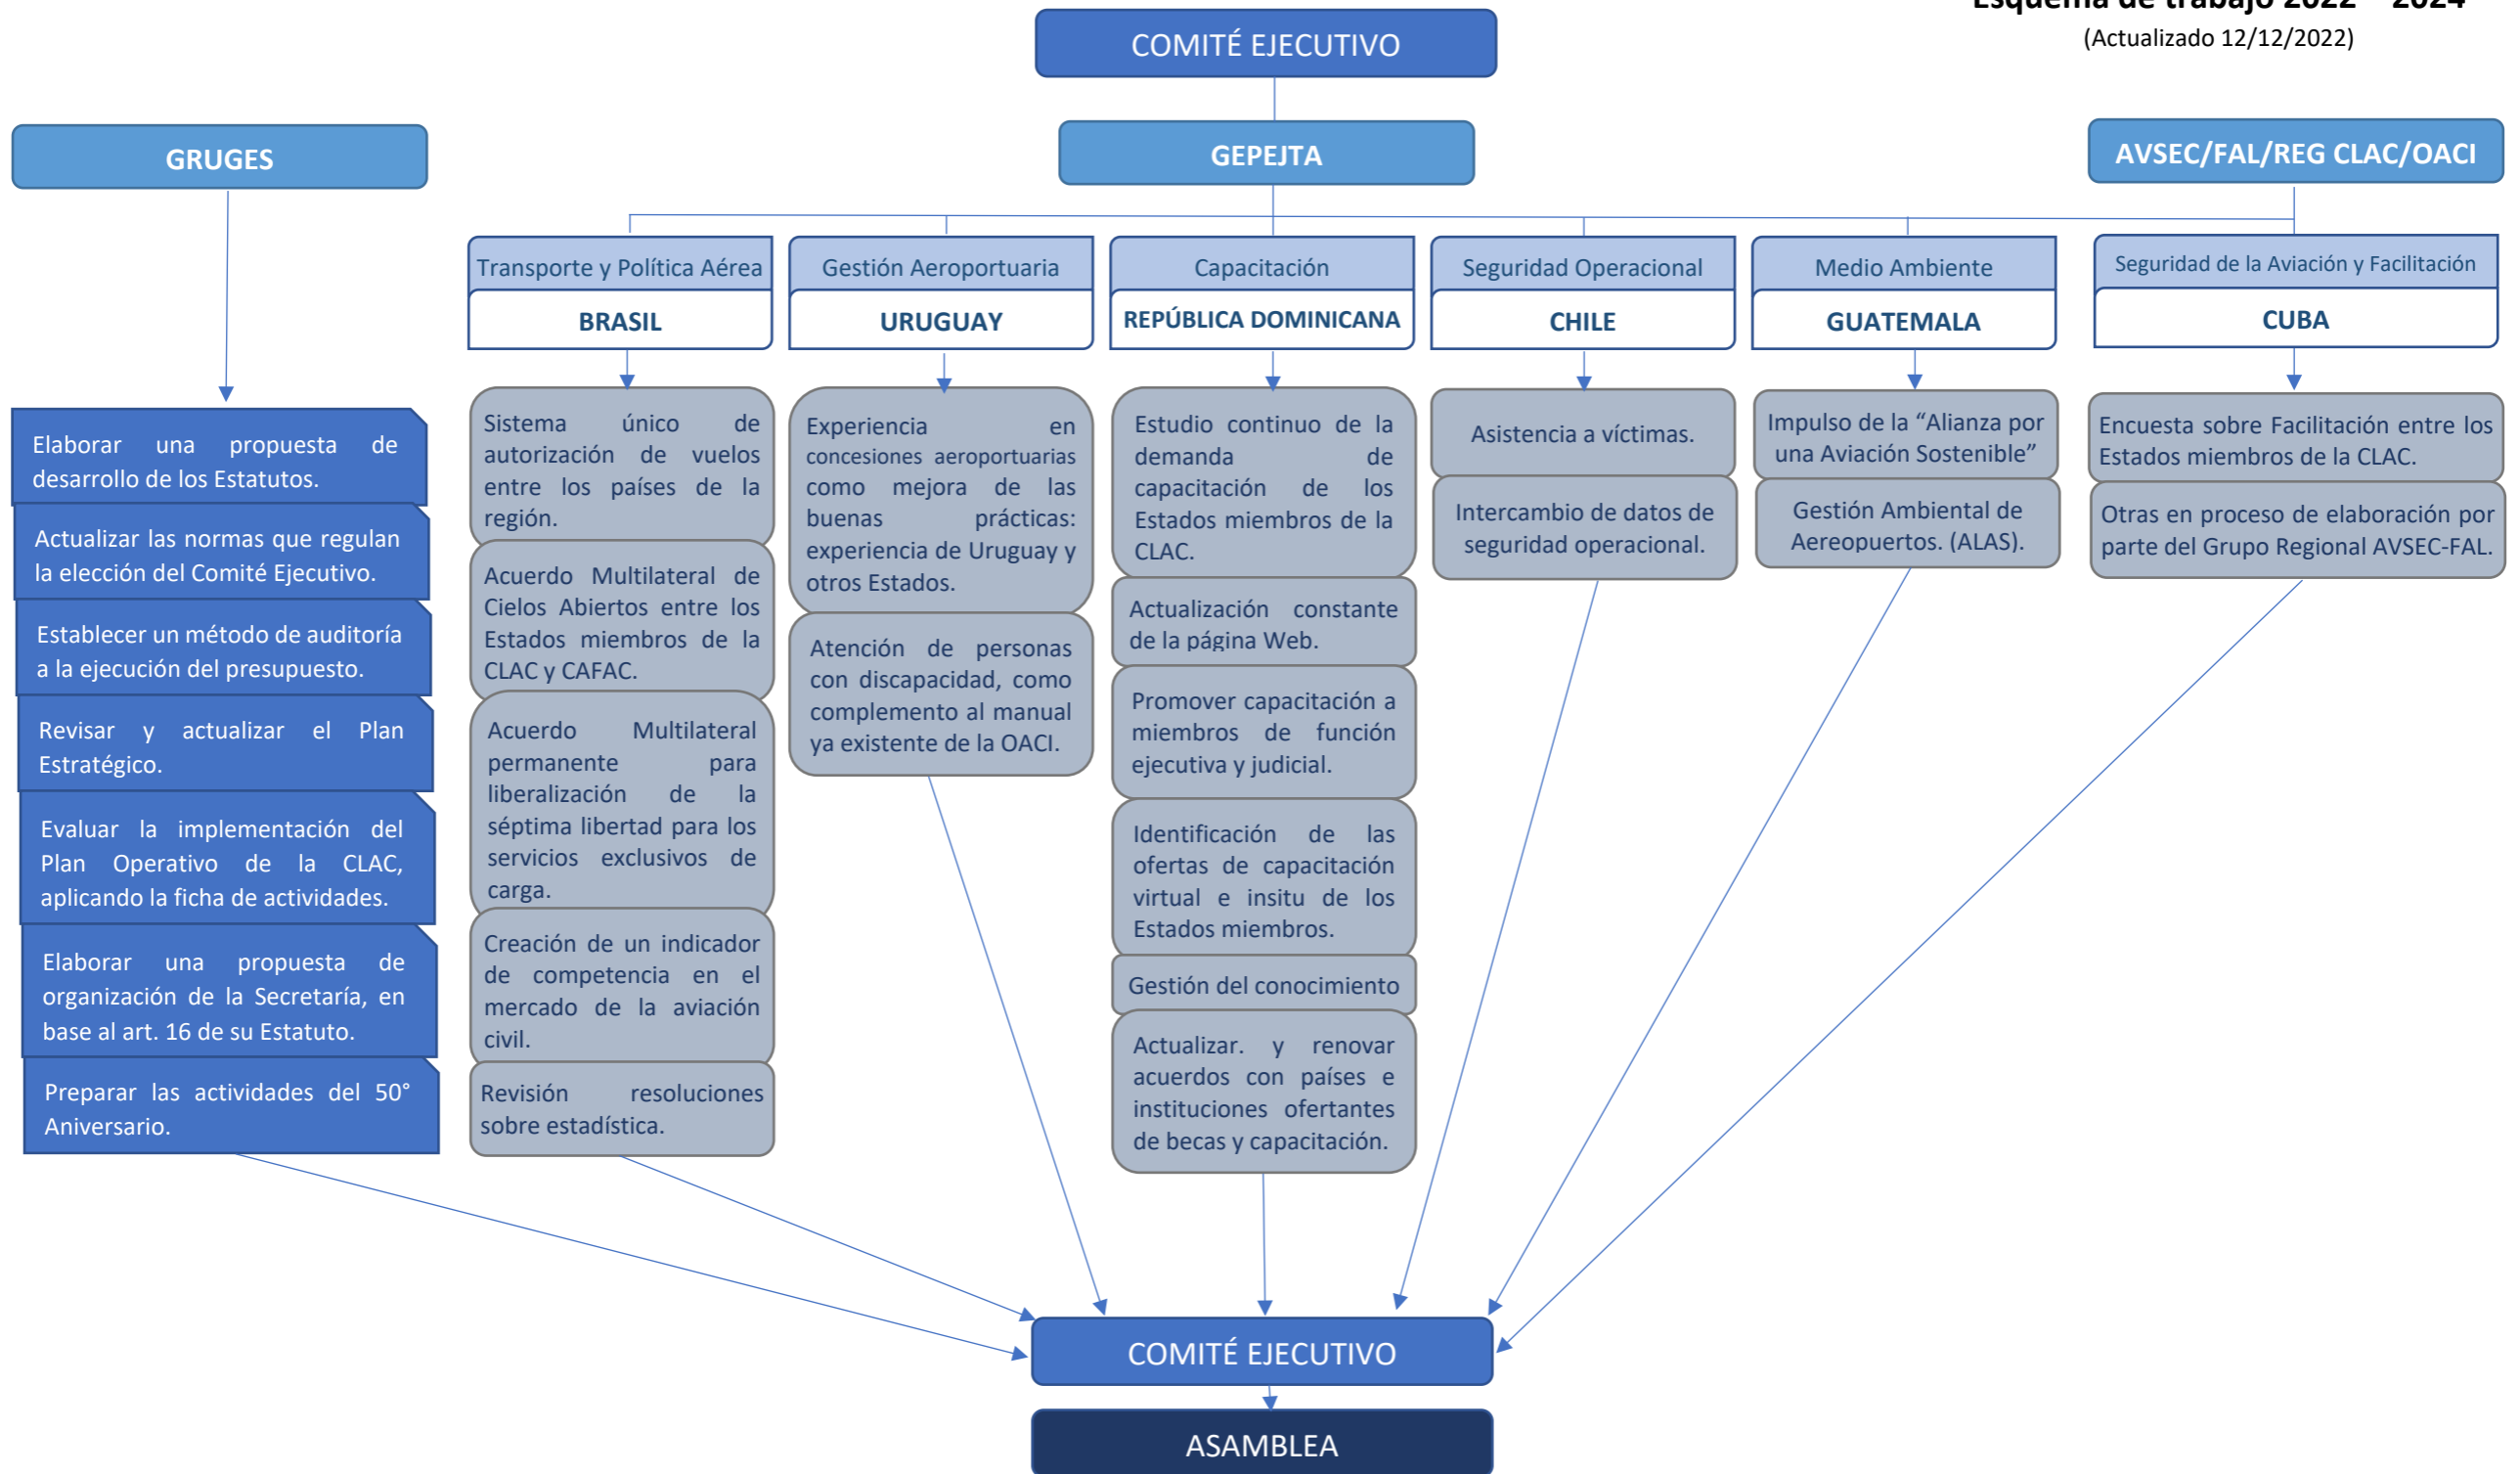 Esquema de trabajo 2022 – 2024
(Actualizado 12/12/2022)
COMITÉ EJECUTIVO
GRUGES
GEPEJTA
AVSEC/FAL/REG CLAC/OACI
Transporte y Política Aérea
BRASIL
Gestión Aeroportuaria
URUGUAY
Capacitación
REPÚBLICA DOMINICANA
Seguridad Operacional
CHILE
Medio Ambiente
GUATEMALA
Seguridad de la Aviación y Facilitación
CUBA
Elaborar una propuesta de
desarrollo de los Estatutos.
Actualizar las normas que regulan
la elección del Comité Ejecutivo.
Establecer un método de auditoría
a la ejecución del presupuesto.
Revisar y actualizar el Plan
Estratégico.
Evaluar la implementación del
Plan Operativo de la CLAC,
aplicando la ficha de actividades.
Elaborar una propuesta de
organización de la Secretaría, en
base al art. 16 de su Estatuto.
Preparar las actividades del 50°
Aniversario.
Sistema único de
autorización de vuelos
entre los países de la
región.
Acuerdo Multilateral de
Cielos Abiertos entre los
Estados miembros de la
CLAC y CAFAC.
Acuerdo Multilateral
permanente para
liberalización de la
séptima libertad para los
servicios exclusivos de
carga.
Creación de un indicador
de competencia en el
mercado de la aviación
civil.
Revisión resoluciones
sobre estadística.
Experiencia en
concesiones aeroportuarias
como mejora de las
buenas prácticas:
experiencia de Uruguay y
otros Estados.
Atención de personas
con discapacidad, como
complemento al manual
ya existente de la OACI.
Estudio continuo de la
demanda de
capacitación de los
Estados miembros de la
CLAC.
Actualización constante
de la página Web.
Promover capacitación a
miembros de función
ejecutiva y judicial.
Identificación de las
ofertas de capacitación
virtual e insitu de los
Estados miembros.
Gestión del conocimiento
Actualizar. y renovar
acuerdos con países e
instituciones ofertantes
de becas y capacitación.
Asistencia a víctimas.
Intercambio de datos de
seguridad operacional.
Impulso de la “Alianza por
una Aviación Sostenible”
Gestión Ambiental de
Aereopuertos. (ALAS).
Encuesta sobre Facilitación entre los
Estados miembros de la CLAC.
Otras en proceso de elaboración por
parte del Grupo Regional AVSEC-FAL.
COMITÉ EJECUTIVO
ASAMBLEA